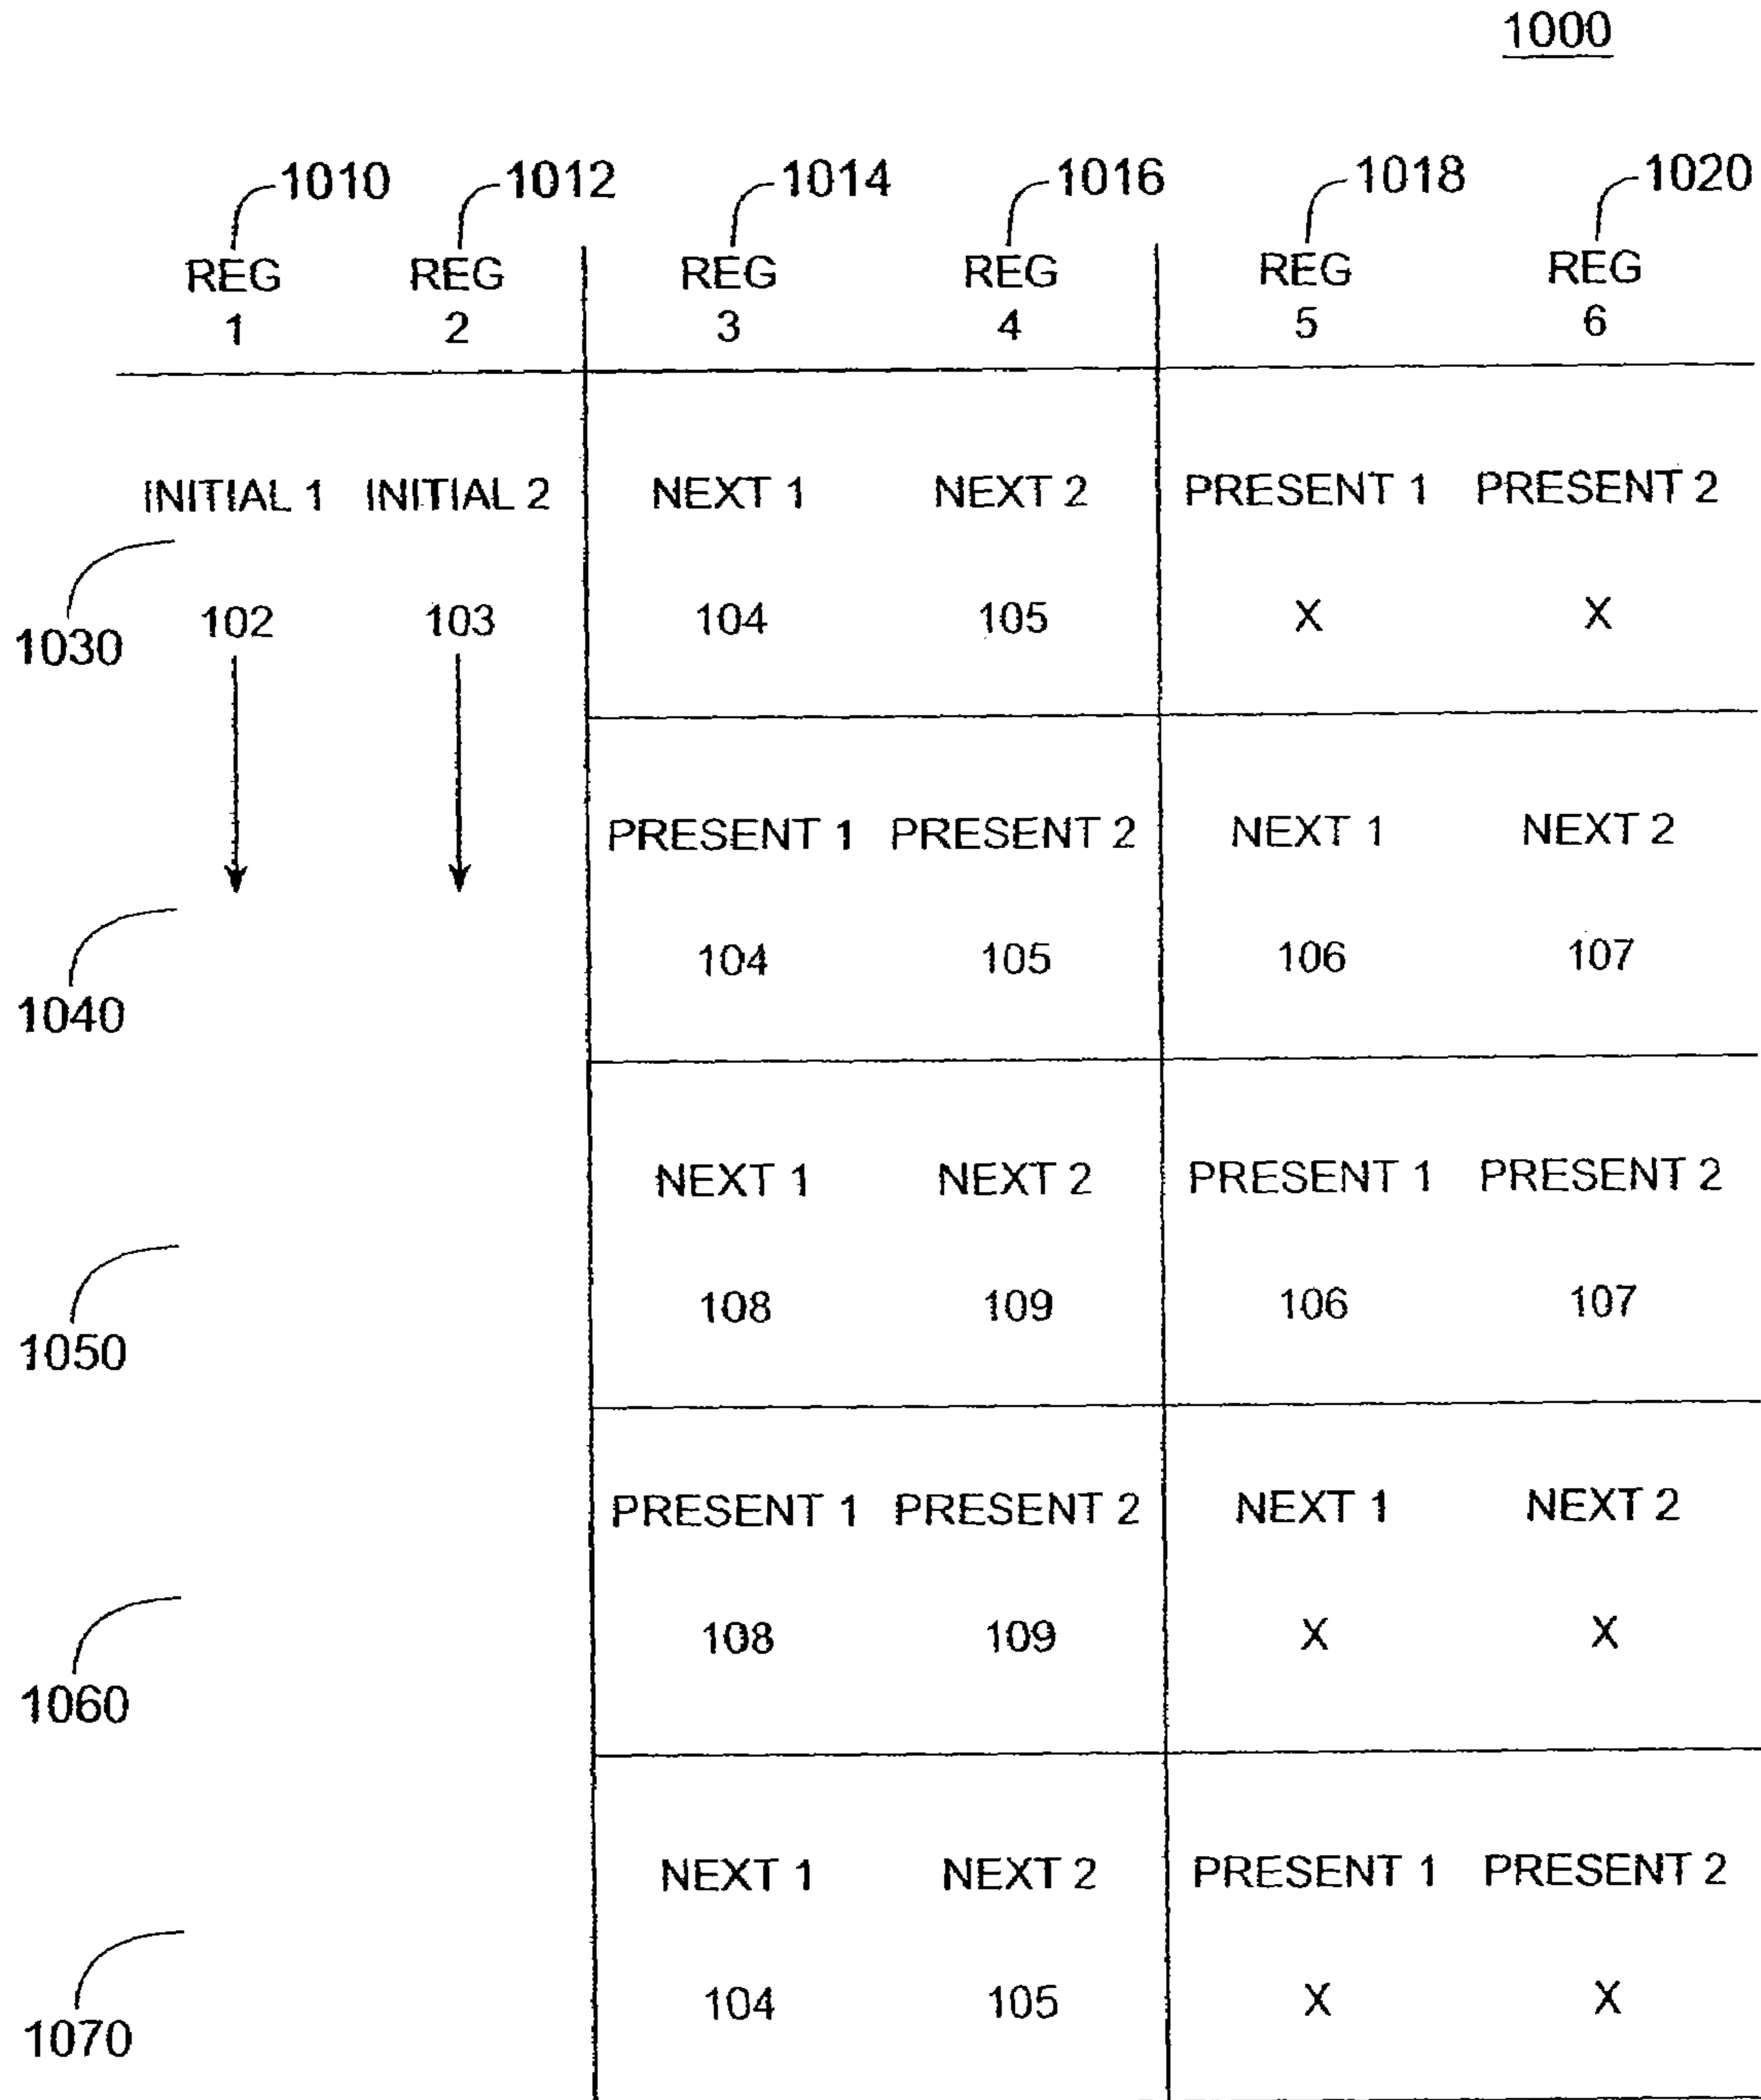 1000
1010 1012 1014 1016 1018 1020
REG REG REG REG REG REG
1 2 3 4 5 6
INITIAL 1 INITIAL 2 NEXT 1 NEXT 2 PRESENT 1 PRESENT 2
1030 102 103 104 105 X X
PRESENT 1 PRESENT 2 NEXT 1 NEXT 2
104 105 106 107
1040
NEXT 1 NEXT 2 PRESENT 1 PRESENT 2
108 109 106 107
1050
PRESENT 1 PRESENT 2 NEXT 1 NEXT 2
108 109 X X
1060
NEXT 1 NEXT 2 PRESENT 1 PRESENT 2
104 105 X X
1070